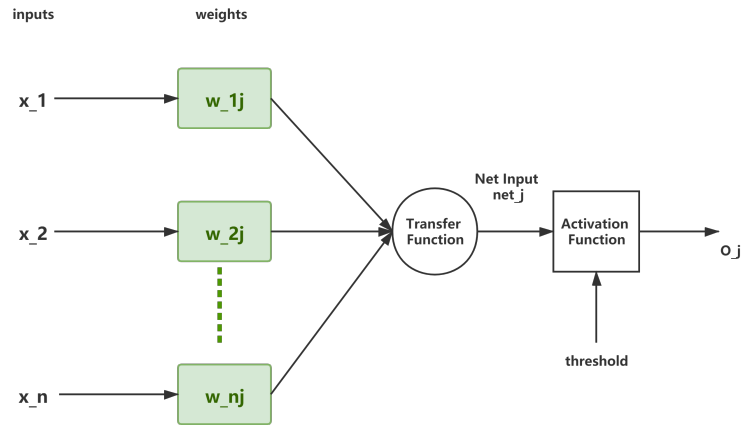 inputs
weights
x_1
w_1j
x_2
w_2j
x_n
w_nj
Transfer
Function
Net Input
net_j
Activation
Function
O_j
threshold